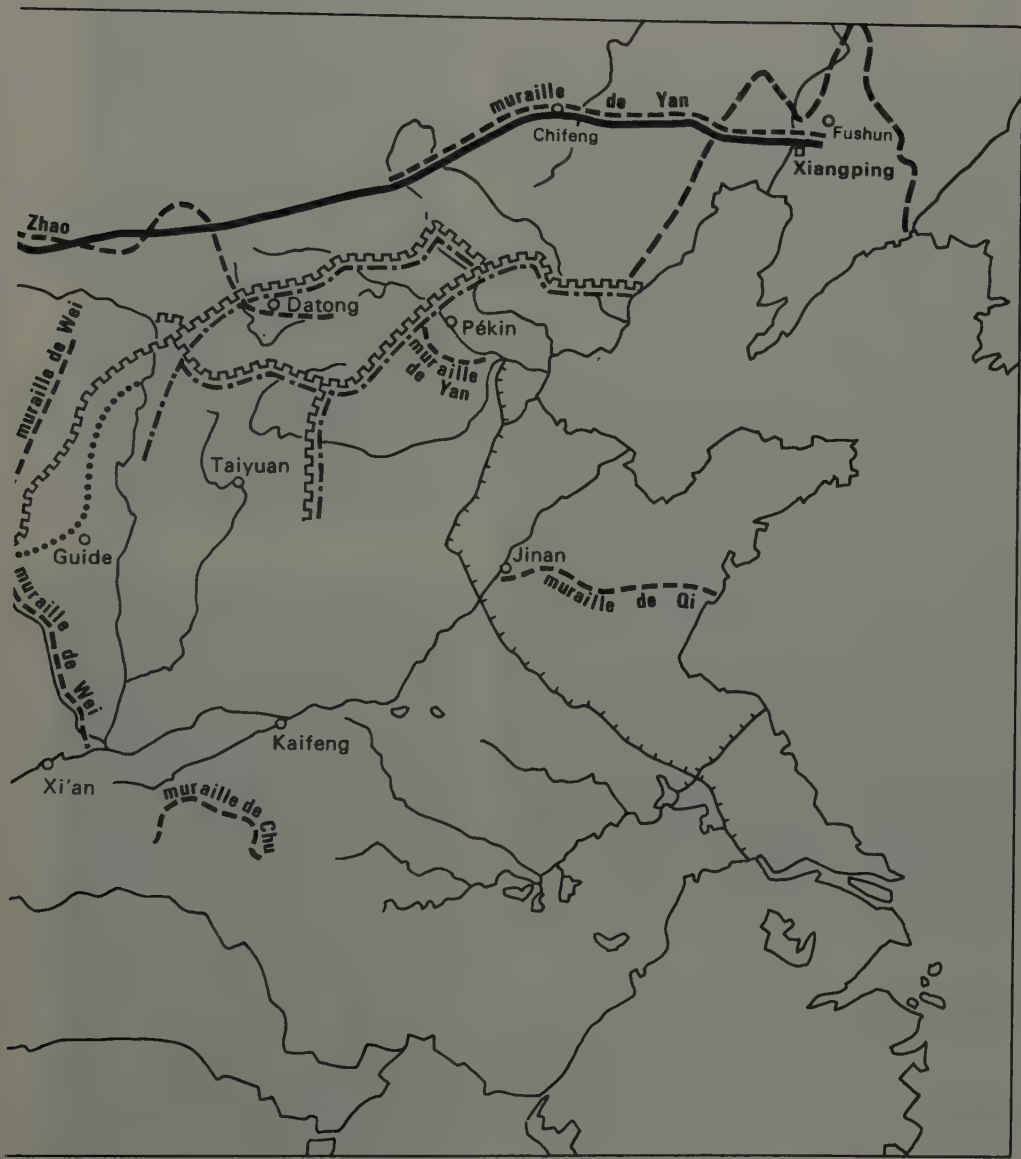 muraille de Yan
Chifeng
Fushun
Xiangping
Zhao
Datong
Pékin
muraille de Wei
muraille
de Yan
Taiyuan
Guide
Jinan
muraille de Qi
muraille de Wei
Kaifeng
Xi'an
muraille de Chu